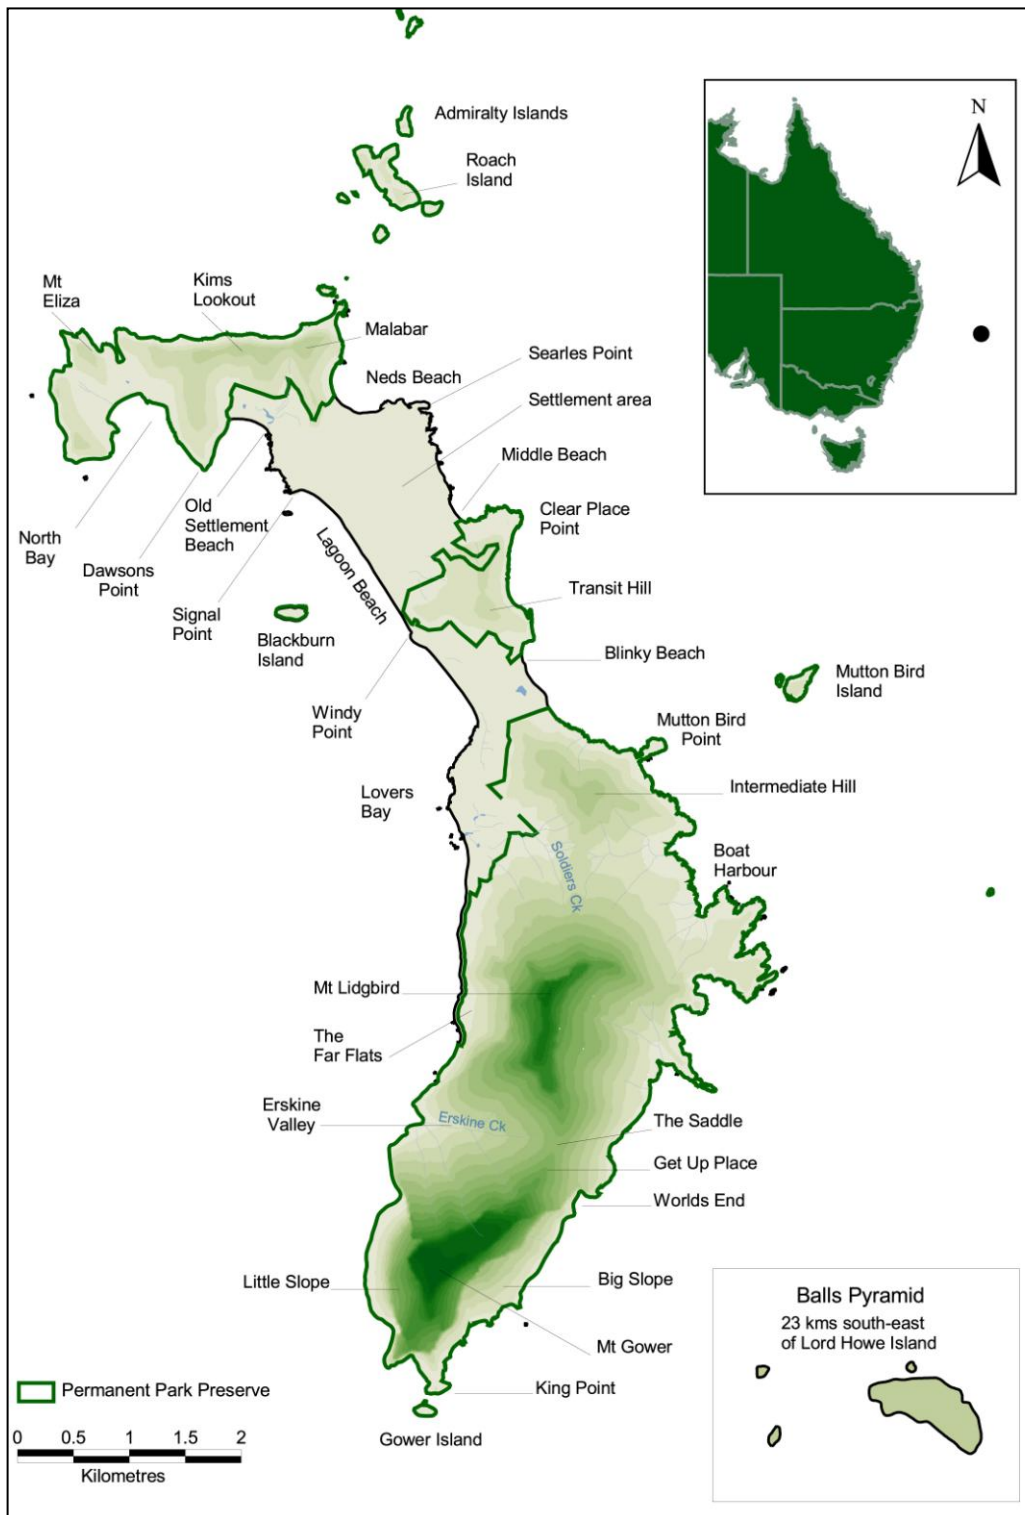 Admiralty Islands
Roach
Island
N
Mt
Eliza
Kims
Lookout
Malabar
Neds Beach
Searles Point
Settlement area
Middle Beach
Clear Place
Point
North
Bay
Dawsons
Point
Old
Settlement
Beach
Signal
Point
Lagoon Beach
Blackburn
Island
Transit Hill
Blinky Beach
Windy
Point
Mutton Bird
Island
Mutton Bird
Point
Intermediate Hill
Lovers
Bay
Soldiers Ck
Boat
Harbour
Mt Lidgbird
The
Far Flats
Erskine
Valley
Erskine Ck
The Saddle
Get Up Place
Worlds End
Little Slope
Big Slope
Mt Gower
King Point
Gower Island
Balls Pyramid
23 kms south-east
of Lord Howe Island
Permanent Park Preserve
0 0.5 1 1.5 2
Kilometres